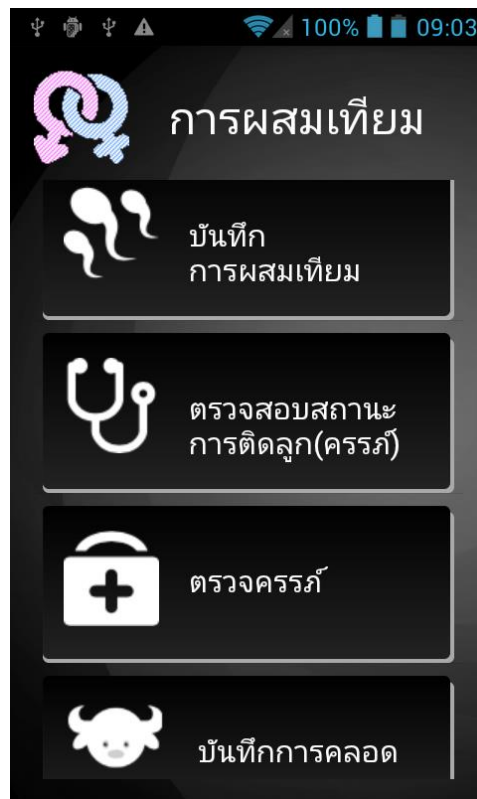 100% 09:03
การผสมเทียม
บันทึก
การผสมเทียม
ตรวจสอบสถานะ
การติดลูก(ครรภ์)
ตรวจครรภ์
บันทึกการคลอด